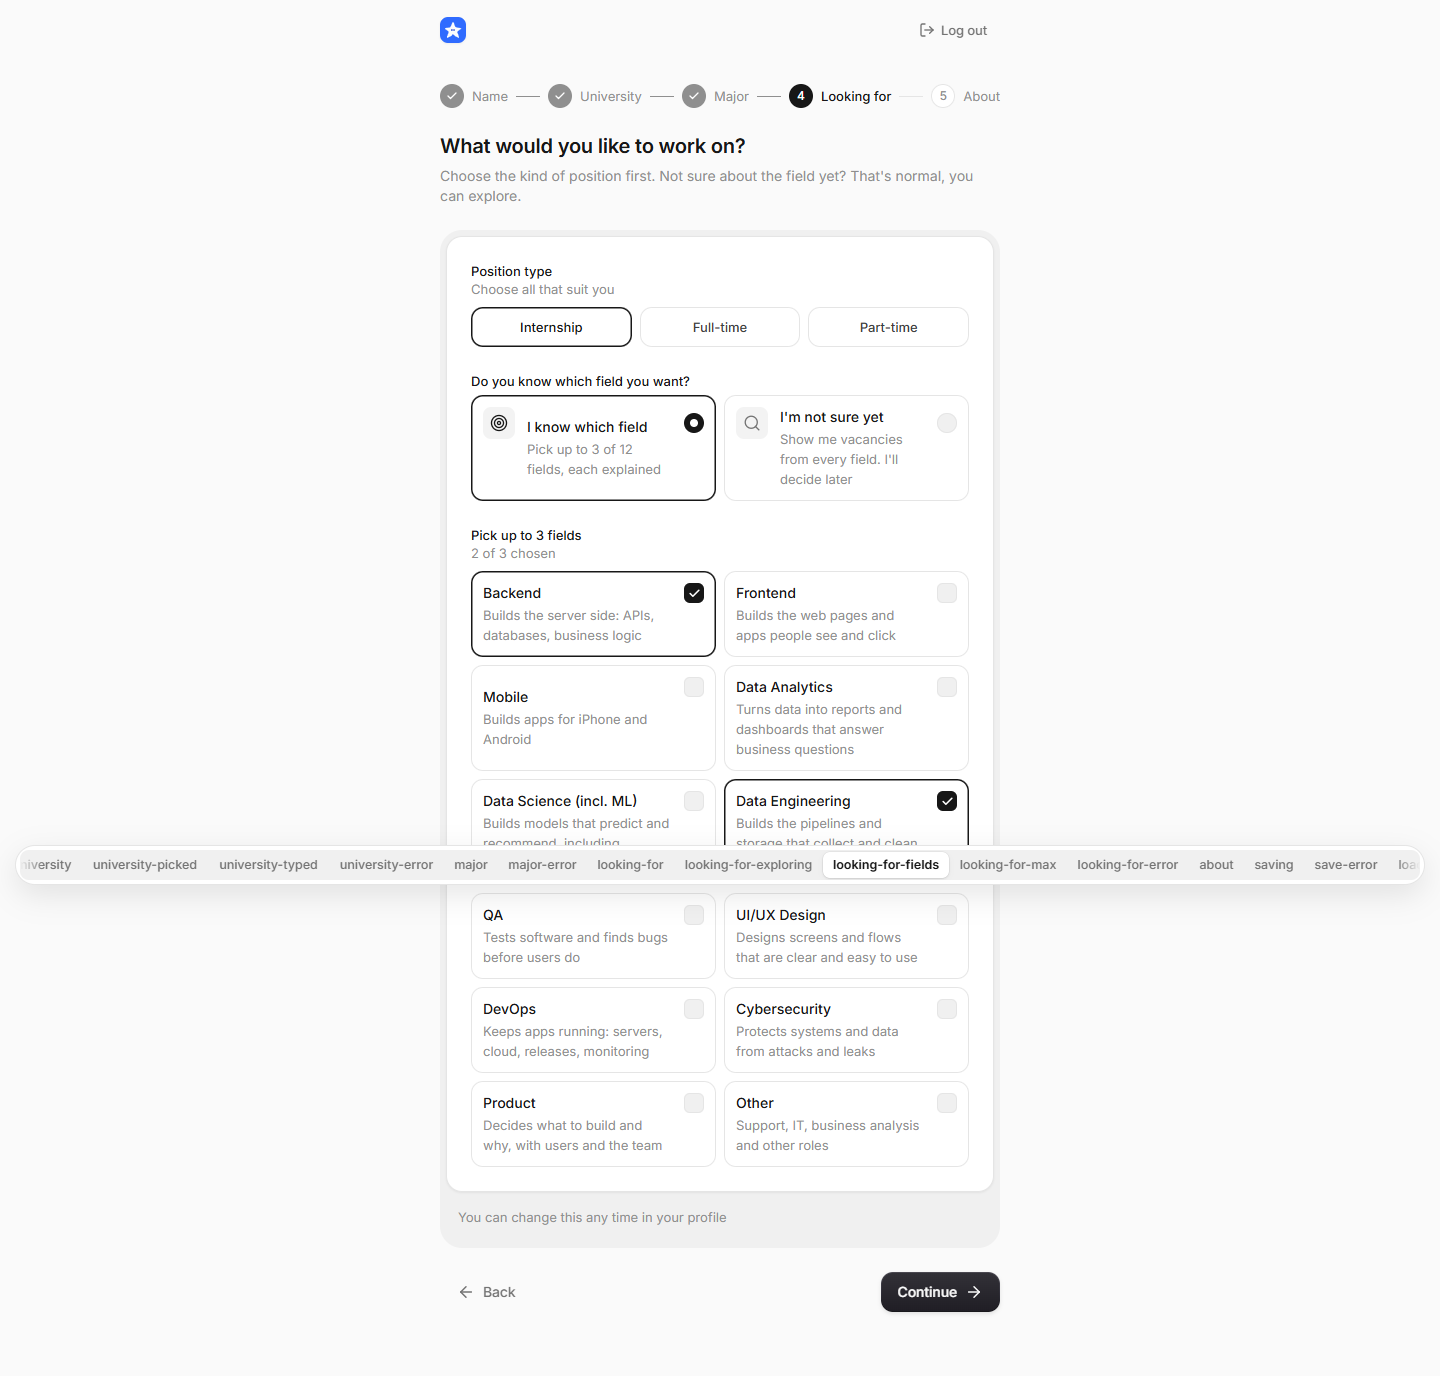 Log out
Name
University
Major
4
Looking for
5
About
What would you like to work on?
Choose the kind of position first. Not sure about the field yet? That's normal, you
can explore.
Position type
Choose all that suit you
Internship
Full-time
Part-time
Do you know which field you want?
I know which field
Pick up to 3 of 12
fields, each explained
I'm not sure yet
Show me vacancies
from every field. I'll
decide later
Pick up to 3 fields
2 of 3 chosen
Backend
Builds the server side: APIs,
databases, business logic
Frontend
Builds the web pages and
apps people see and click
Mobile
Builds apps for iPhone and
Android
Data Analytics
Turns data into reports and
dashboards that answer
business questions
Data Science (incl. ML)
Builds models that predict and
recommend, including
Data Engineering
Builds the pipelines and
storage that collect and clean
university-picked
university-typed
university-error
major
major-error
looking-for
looking-for-exploring
looking-for-fields
looking-for-max
looking-for-error
about
saving
save-error
QA
Tests software and finds bugs
before users do
UI/UX Design
Designs screens and flows
that are clear and easy to use
DevOps
Keeps apps running: servers,
cloud, releases, monitoring
Cybersecurity
Protects systems and data
from attacks and leaks
Product
Decides what to build and
why, with users and the team
Other
Support, IT, business analysis
and other roles
You can change this any time in your profile
Back
Continue